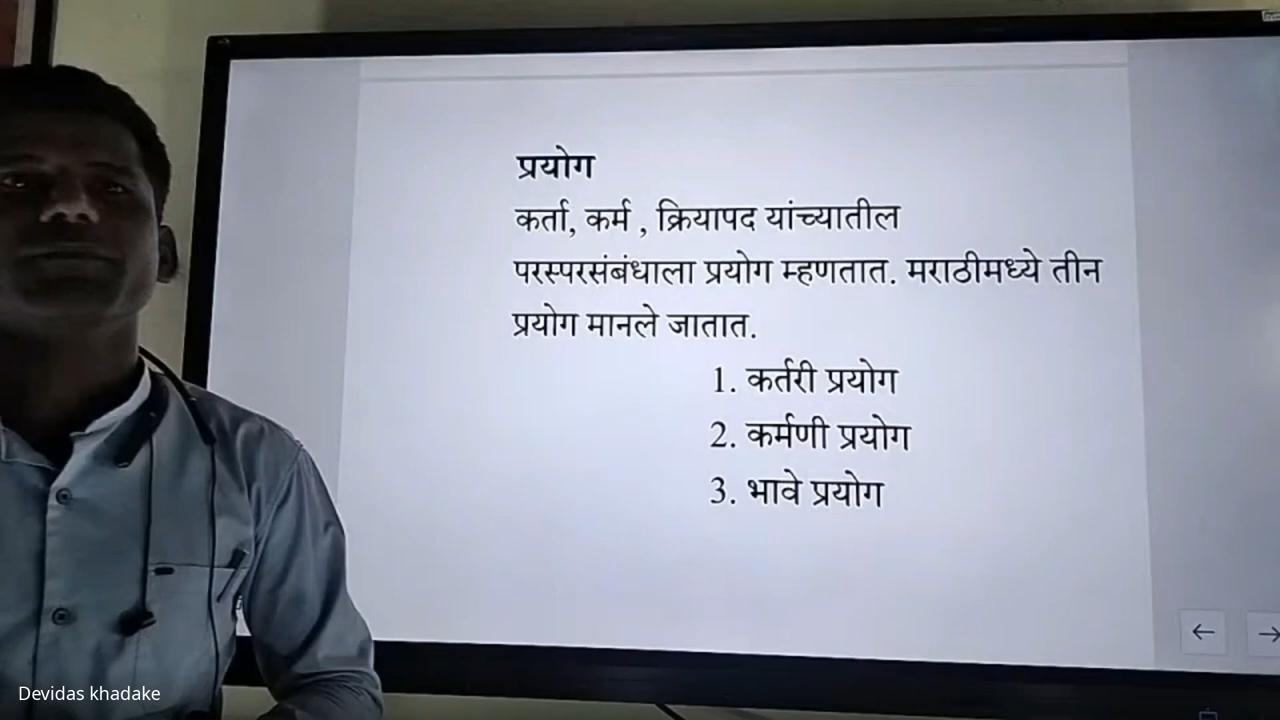 प्रयोग
कर्ता, कर्म , क्रियापद यांच्यातील
परस्परसंबंधाला प्रयोग म्हणतात. मराठीमध्ये तीन
प्रयोग मानले जातात.
1. कर्तरी प्रयोग
2. कर्मणी प्रयोग
3. भावे प्रयोग
Devidas khadake